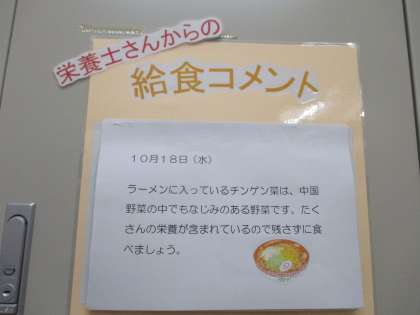 栄養士さんからの
給食コメント
10月18日（水）
ラーメンに入っているチンゲン菜は、中国
野菜の中でもなじみのある野菜です。たく
さんの栄養が含まれているので残さずに食
べましょう。